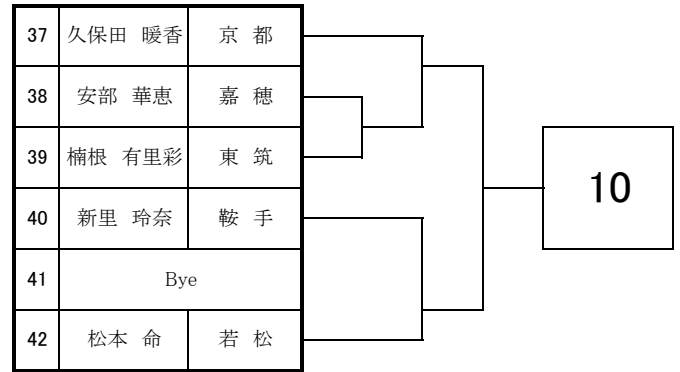 37 久保田 暖香 京 都
38 安部 華恵 嘉 穂
39 楠根 有里彩 東 筑
40 新里 玲奈 鞍 手
41 Bye
42 松本 命 若 松
10